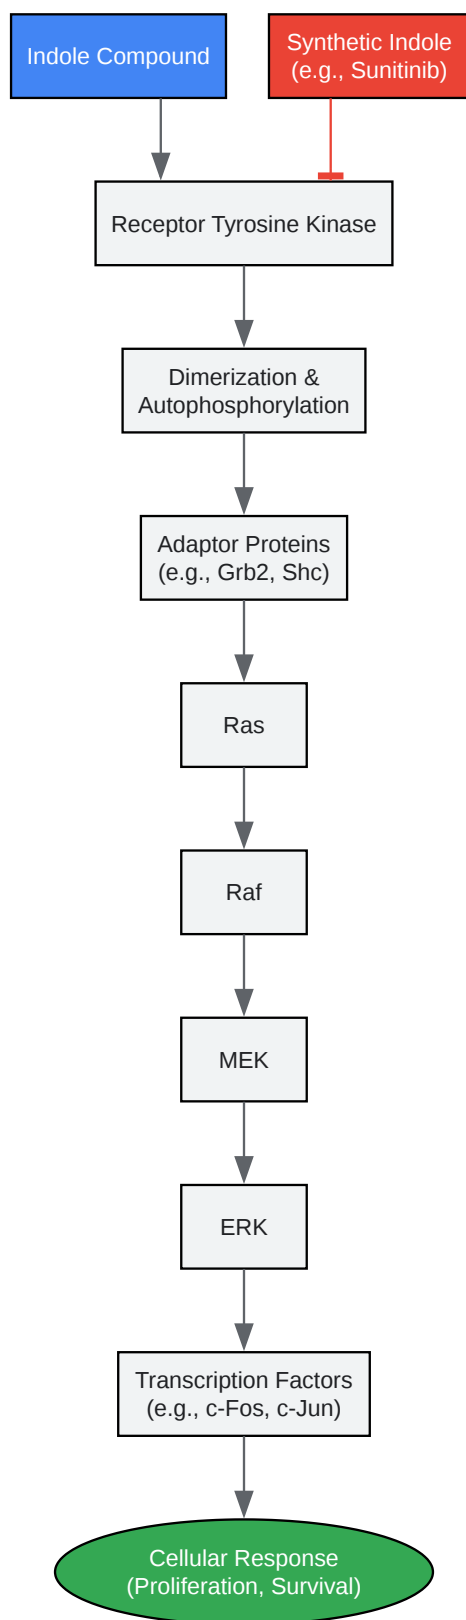 Indole Compound
Synthetic Indole
(e.g., Sunitinib)
Receptor Tyrosine Kinase
Dimerization &
Autophosphorylation
Adaptor Proteins
(e.g., Grb2, Shc)
Ras
Raf
MEK
ERK
Transcription Factors
(e.g., c-Fos, c-Jun)
Cellular Response
(Proliferation, Survival)